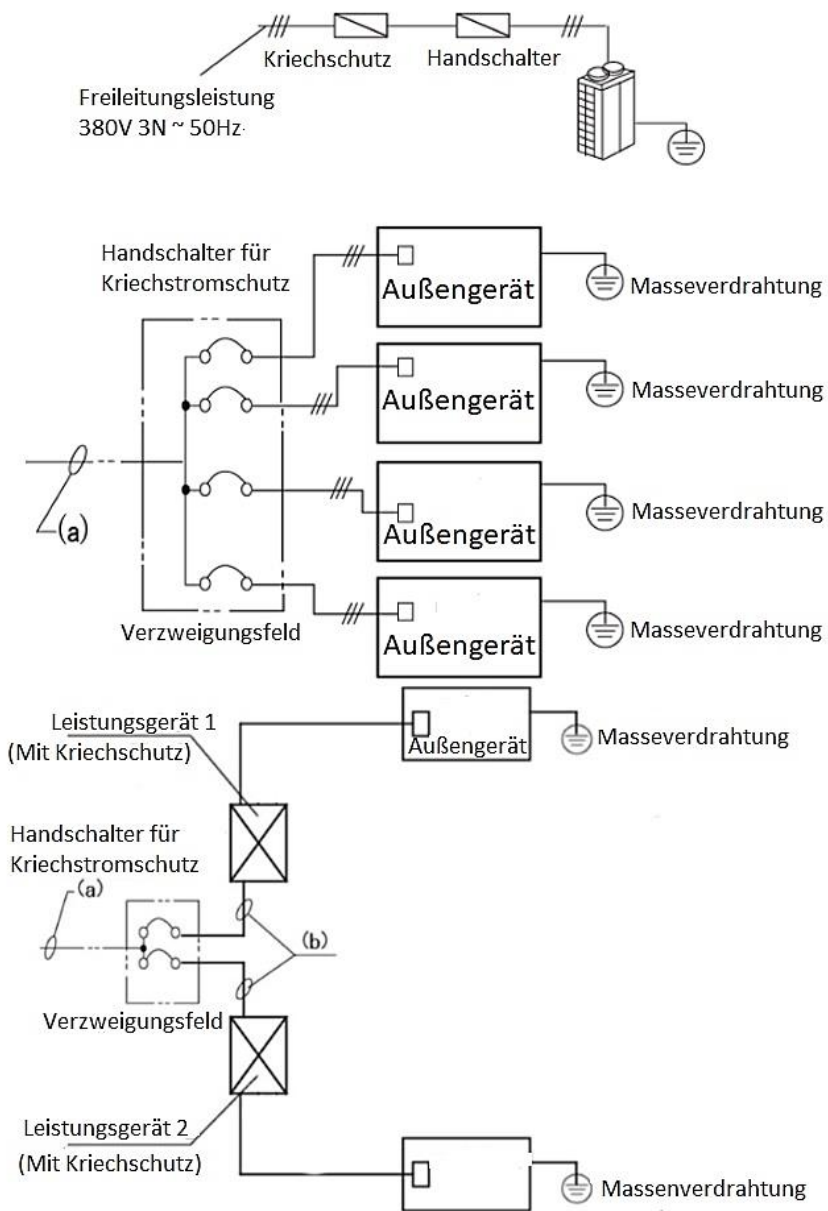 Kriechschutz
Handschalter
Freileitungsleistung
380V 3N ~ 50Hz
Handschalter für
Kriechstromschutz
Außengerät
Masseverdrahtung
Außengerät
Masseverdrahtung
(a)
Außengerät
Masseverdrahtung
Außengerät
Masseverdrahtung
Verzweigungsfeld
Leistungsgerät 1
(Mit Kriechschutz)
Außengerät
Masseverdrahtung
Handschalter für
Kriechstromschutz
(a)
(b)
Verzweigungsfeld
Leistungsgerät 2
(Mit Kriechschutz)
Massenverdrahtung